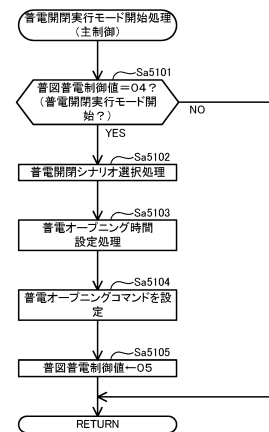 普電開閉実行モード開始処理
(主制御)
Sa5101
普図普電制御値=04?
(普電開閉実行モード開
始?)
NO
YES
Sa5102
普電開閉シナリオ選択処理
Sa5103
普電オープニング時間
設定処理
Sa5104
普電オープニングコマンドを設
定
Sa5105
普図普電制御値←05
RETURN